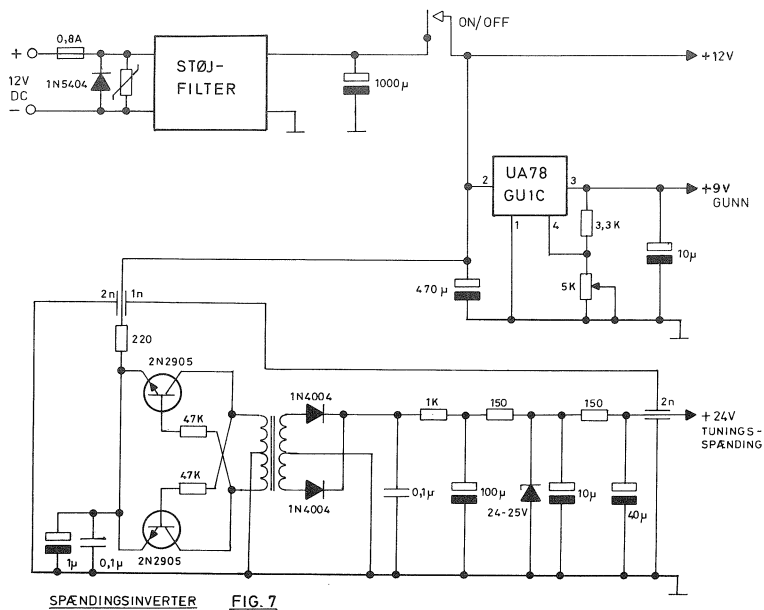 ON/OFF
+ 0,8A
12V
DC
-
1N5404
STØJ-
FILTER
1000µ
+12V
2 UA78 3
GU1C
1 4
+9V
GUNN
3,3K
5K
10µ
470µ
2n 1n
220
2N2905
47K
47K
2N2905
1µ 0,1µ
1N4004
1N4004
1K 150 150 2n
0,1µ 100µ 24-25V 10µ 40µ
+24V
TUNINGS-
SPÆNDING
SPÆNDINGSINVERTER FIG. 7